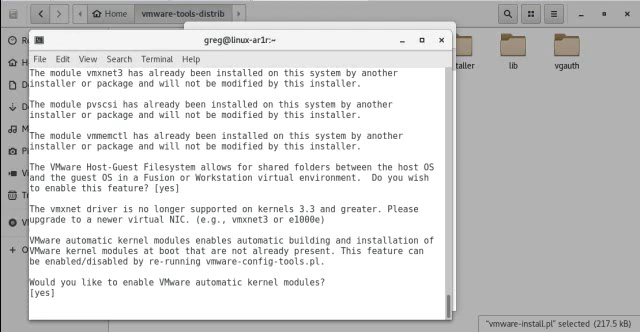 Home
vmware-tools-distrib
greg@linux-ar1r:~
File Edit View Search Terminal Help
The module vmxnet3 has already been installed on this system by another
installer or package and will not be modified by this installer.
The module pvscsi has already been installed on this system by another
installer or package and will not be modified by this installer.
The module vmmemctl has already been installed on this system by another
installer or package and will not be modified by this installer.
The VMware Host-Guest Filesystem allows for shared folders between the host OS
and the guest OS in a Fusion or Workstation virtual environment.  Do you wish
to enable this feature? [yes]
The vmxnet driver is no longer supported on kernels 3.3 and greater. Please
upgrade to a newer virtual NIC. (e.g., vmxnet3 or e1000e)
VMware automatic kernel modules enables automatic building and installation of
VMware kernel modules at boot that are not already present. This feature can
be enabled/disabled by re-running vmware-config-tools.pl.
Would you like to enable VMware automatic kernel modules?
[yes]
taller
lib
vgauth
"vmware-install.pl" selected (217.5 kB)